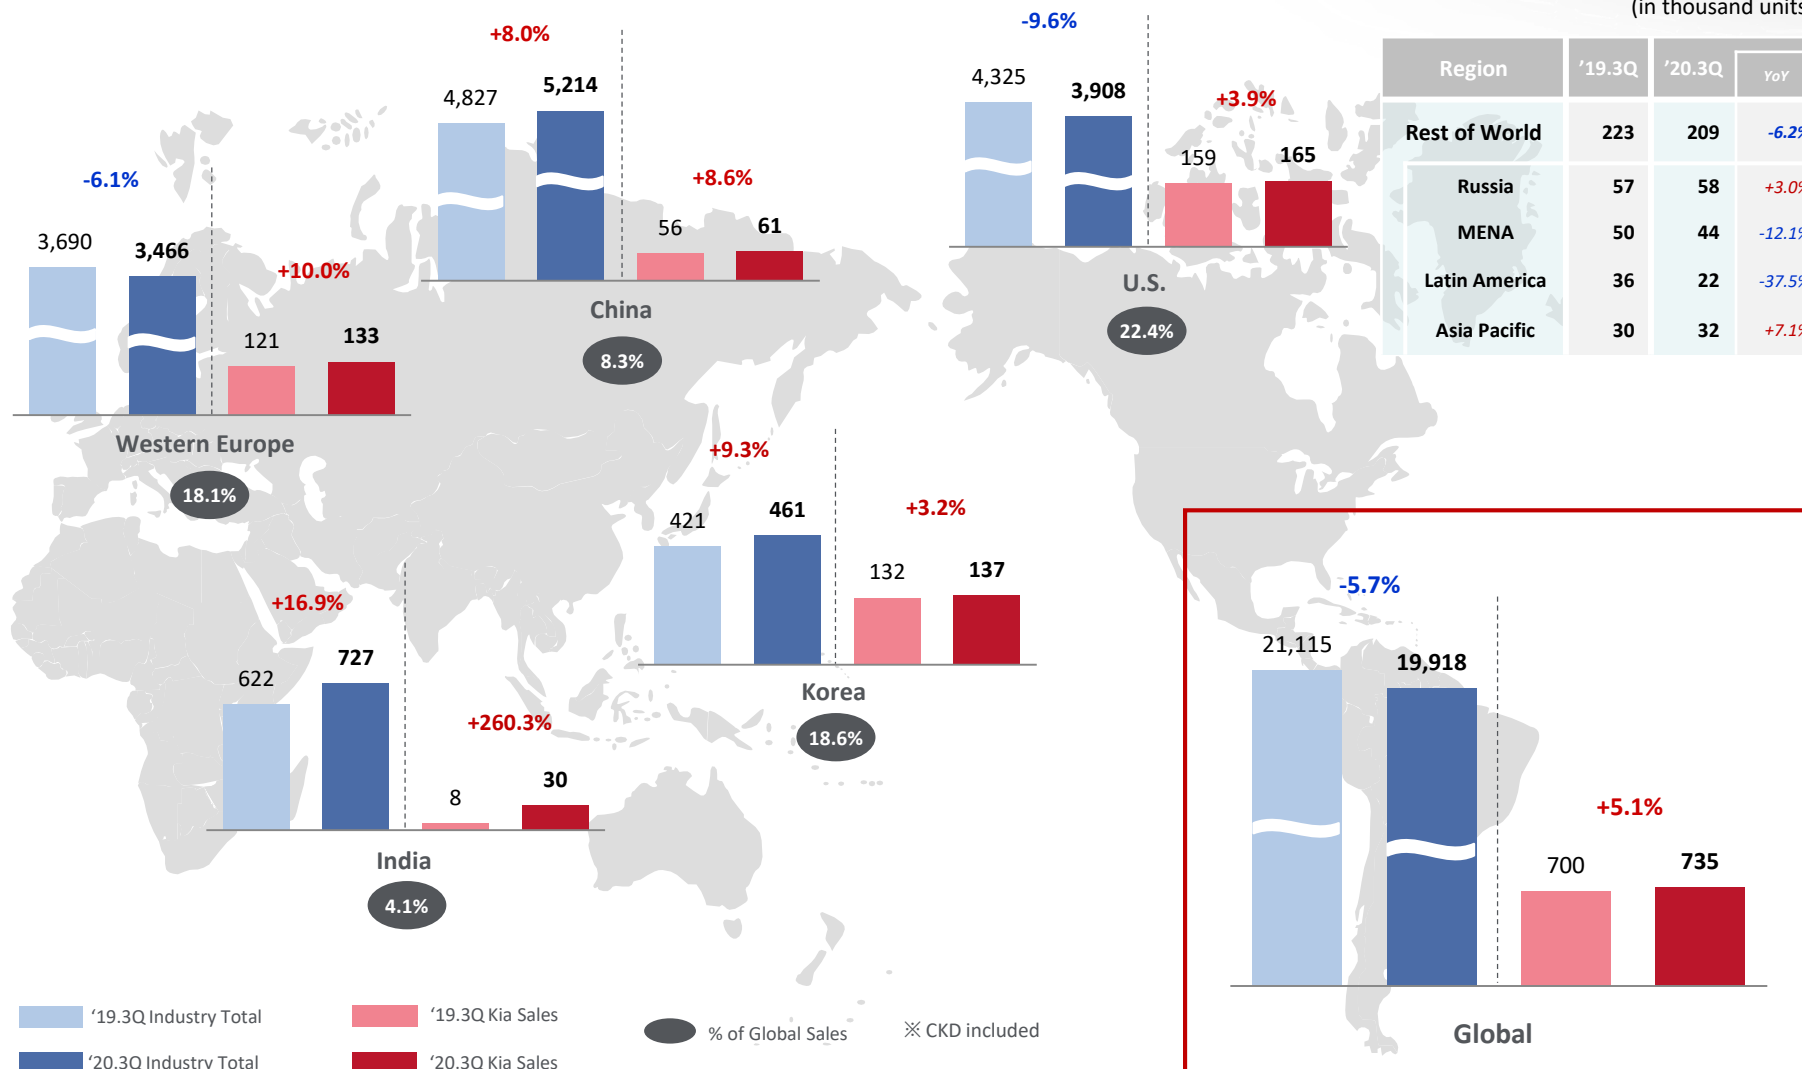 (in thousand units
Region ’19.3Q ’20.3Q YoY
Rest of World 223 209 -6.2%
Russia 57 58 +3.0%
MENA 50 44 -12.1%
Latin America 36 22 -37.5%
Asia Pacific 30 32 +7.1%
+8.0%
4,827 5,214
+8.6%
56 61
China
8.3%
-9.6%
4,325 3,908
+3.9%
159 165
U.S.
22.4%
-6.1%
3,690 3,466
+10.0%
121 133
Western Europe
18.1%
+9.3%
421 461
+3.2%
132 137
Korea
18.6%
+16.9%
622 727
+260.3%
8 30
India
4.1%
-5.7%
21,115 19,918
+5.1%
700 735
Global
‘19.3Q Industry Total
‘20.3Q Industry Total
‘19.3Q Kia Sales
‘20.3Q Kia Sales
% of Global Sales
※ CKD included